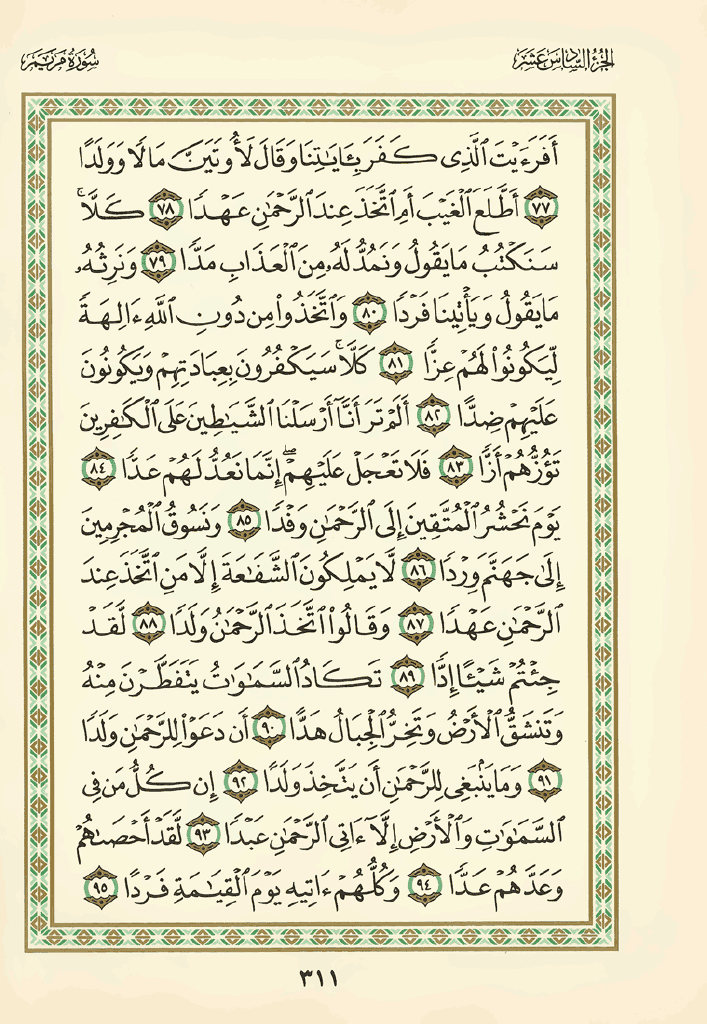 الجزء السادس عشر
سورة مريم
أَفَرَءَيْتَ ٱلَّذِى كَفَرَ بِـَٔايَـٰتِنَا وَقَالَ لَأُوتَيَنَّ مَالًا وَوَلَدًا
٧٧ أَطَّلَعَ ٱلْغَيْبَ أَمِ ٱتَّخَذَ عِندَ ٱلرَّحْمَـٰنِ عَهْدًا ٧٨ كَلَّا ۚ
سَنَكْتُبُ مَا يَقُولُ وَنَمُدُّ لَهُۥ مِنَ ٱلْعَذَابِ مَدًّا ٧٩ وَنَرِثُهُۥ
مَا يَقُولُ وَيَأْتِينَا فَرْدًا ٨٠ وَٱتَّخَذُوا۟ مِن دُونِ ٱللَّهِ ءَالِهَةً
لِّيَكُونُوا۟ لَهُمْ عِزًّا ٨١ كَلَّا ۚ سَيَكْفُرُونَ بِعِبَادَتِهِمْ وَيَكُونُونَ
عَلَيْهِمْ ضِدًّا ٨٢ أَلَمْ تَرَ أَنَّآ أَرْسَلْنَا ٱلشَّيَـٰطِينَ عَلَى ٱلْكَـٰفِرِينَ
تَؤُزُّهُمْ أَزًّا ٨٣ فَلَا تَعْجَلْ عَلَيْهِمْ ۖ إِنَّمَا نَعُدُّ لَهُمْ عَدًّا ٨٤
يَوْمَ نَحْشُرُ ٱلْمُتَّقِينَ إِلَى ٱلرَّحْمَـٰنِ وَفْدًا ٨٥ وَنَسُوقُ ٱلْمُجْرِمِينَ
إِلَىٰ جَهَنَّمَ وِرْدًا ٨٦ لَّا يَمْلِكُونَ ٱلشَّفَـٰعَةَ إِلَّا مَنِ ٱتَّخَذَ عِندَ
ٱلرَّحْمَـٰنِ عَهْدًا ٨٧ وَقَالُوا۟ ٱتَّخَذَ ٱلرَّحْمَـٰنُ وَلَدًا ٨٨ لَّقَدْ
جِئْتُمْ شَيْـًٔا إِدًّا ٨٩ تَكَادُ ٱلسَّمَـٰوَٰتُ يَتَفَطَّرْنَ مِنْهُ
وَتَنشَقُّ ٱلْأَرْضُ وَتَخِرُّ ٱلْجِبَالُ هَدًّا ٩٠ أَن دَعَوْا۟ لِلرَّحْمَـٰنِ وَلَدًا
٩١ وَمَا يَنۢبَغِى لِلرَّحْمَـٰنِ أَن يَتَّخِذَ وَلَدًا ٩٢ إِن كُلُّ مَن فِى
ٱلسَّمَـٰوَٰتِ وَٱلْأَرْضِ إِلَّآ ءَاتِى ٱلرَّحْمَـٰنِ عَبْدًا ٩٣ لَّقَدْ أَحْصَىٰهُمْ
وَعَدَّهُمْ عَدًّا ٩٤ وَكُلُّهُمْ ءَاتِيهِ يَوْمَ ٱلْقِيَـٰمَةِ فَرْدًا ٩٥
٣١١